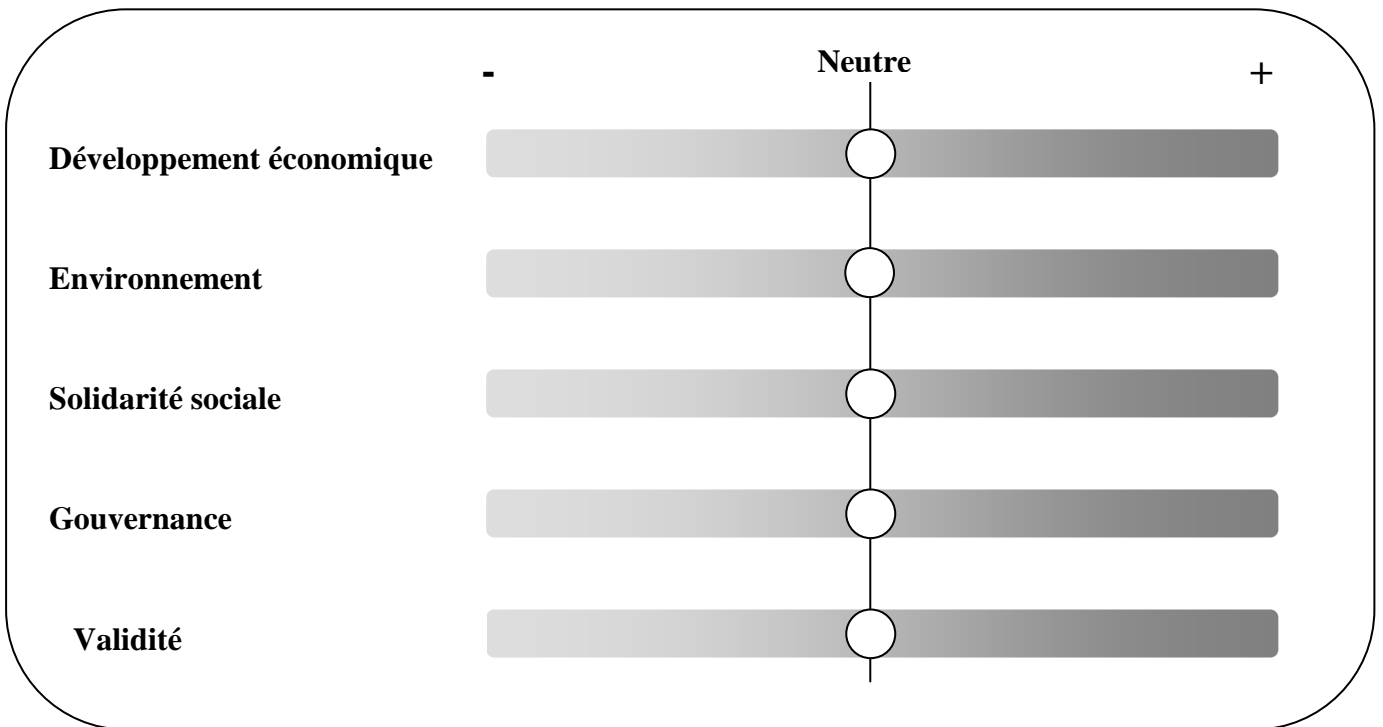 - Neutre +
Développement économique
Environnement
Solidarité sociale
Gouvernance
Validité